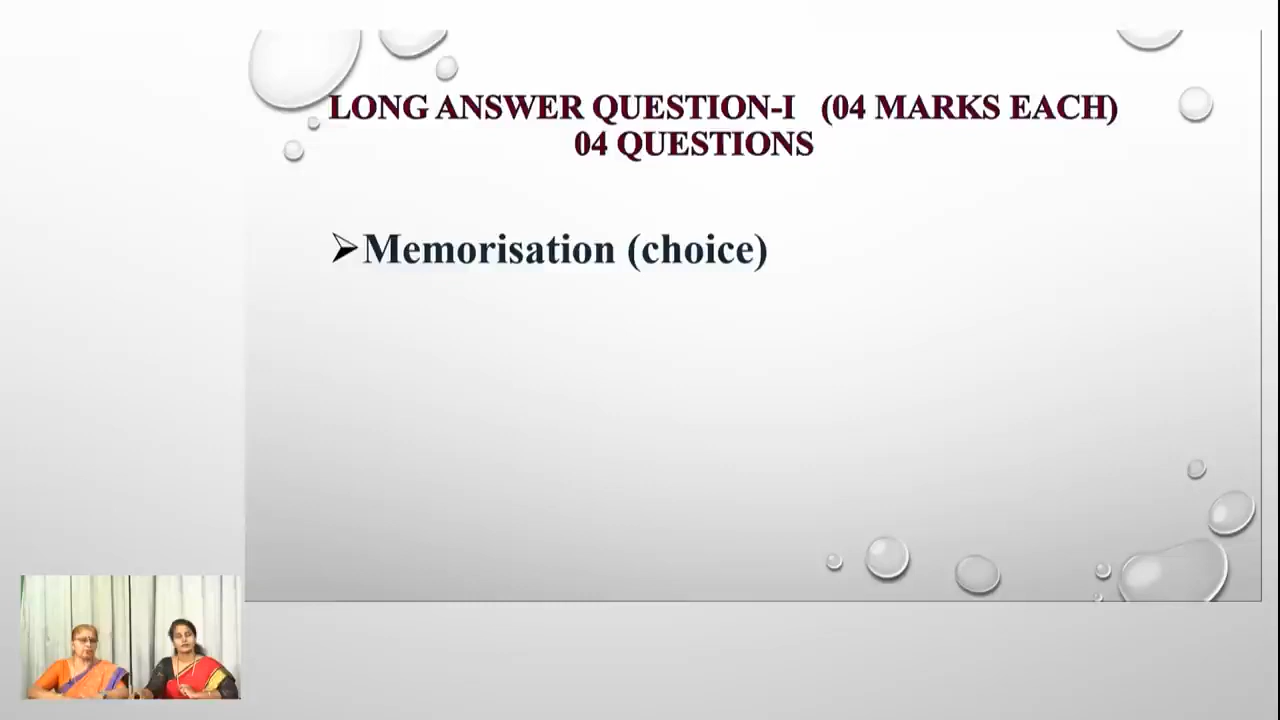 LONG ANSWER QUESTION-I (04 MARKS EACH)
04 QUESTIONS
Memorisation (choice)